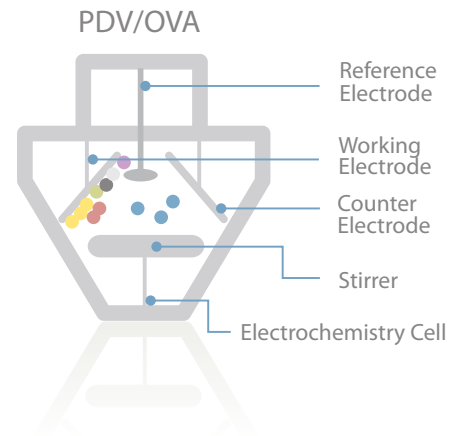 PDV/OVA
Reference
Electrode
Working
Electrode
Counter
Electrode
Stirrer
Electrochemistry Cell